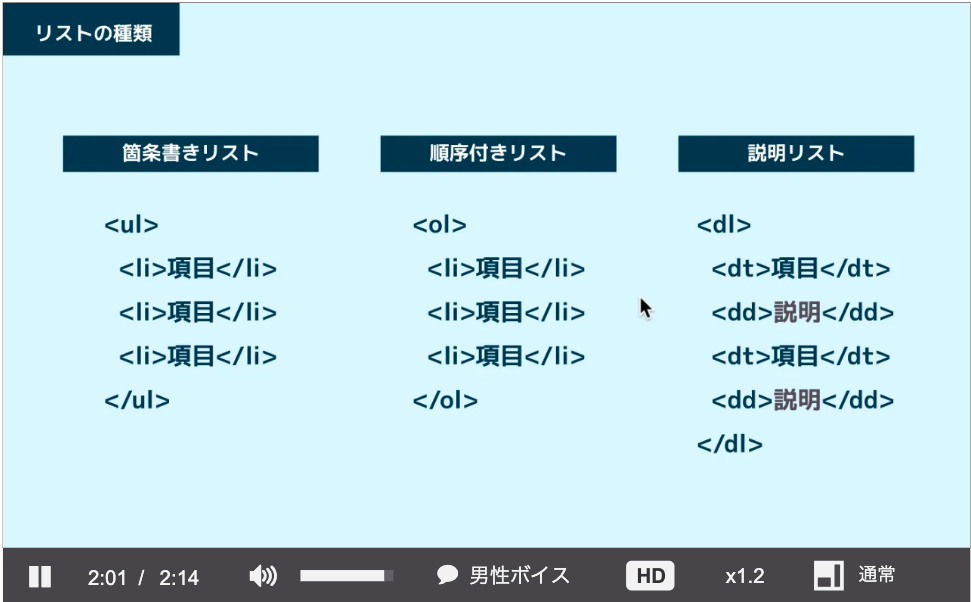 リストの種類
箇条書きリスト
<ul>
<li>項目</li>
<li>項目</li>
<li>項目</li>
</ul>
順序付きリスト
<ol>
<li>項目</li>
<li>項目</li>
<li>項目</li>
</ol>
説明リスト
<dl>
<dt>項目</dt>
<dd>説明</dd>
<dt>項目</dt>
<dd>説明</dd>
</dl>
2:01 / 2:14 男性ボイス HD x1.2 通常